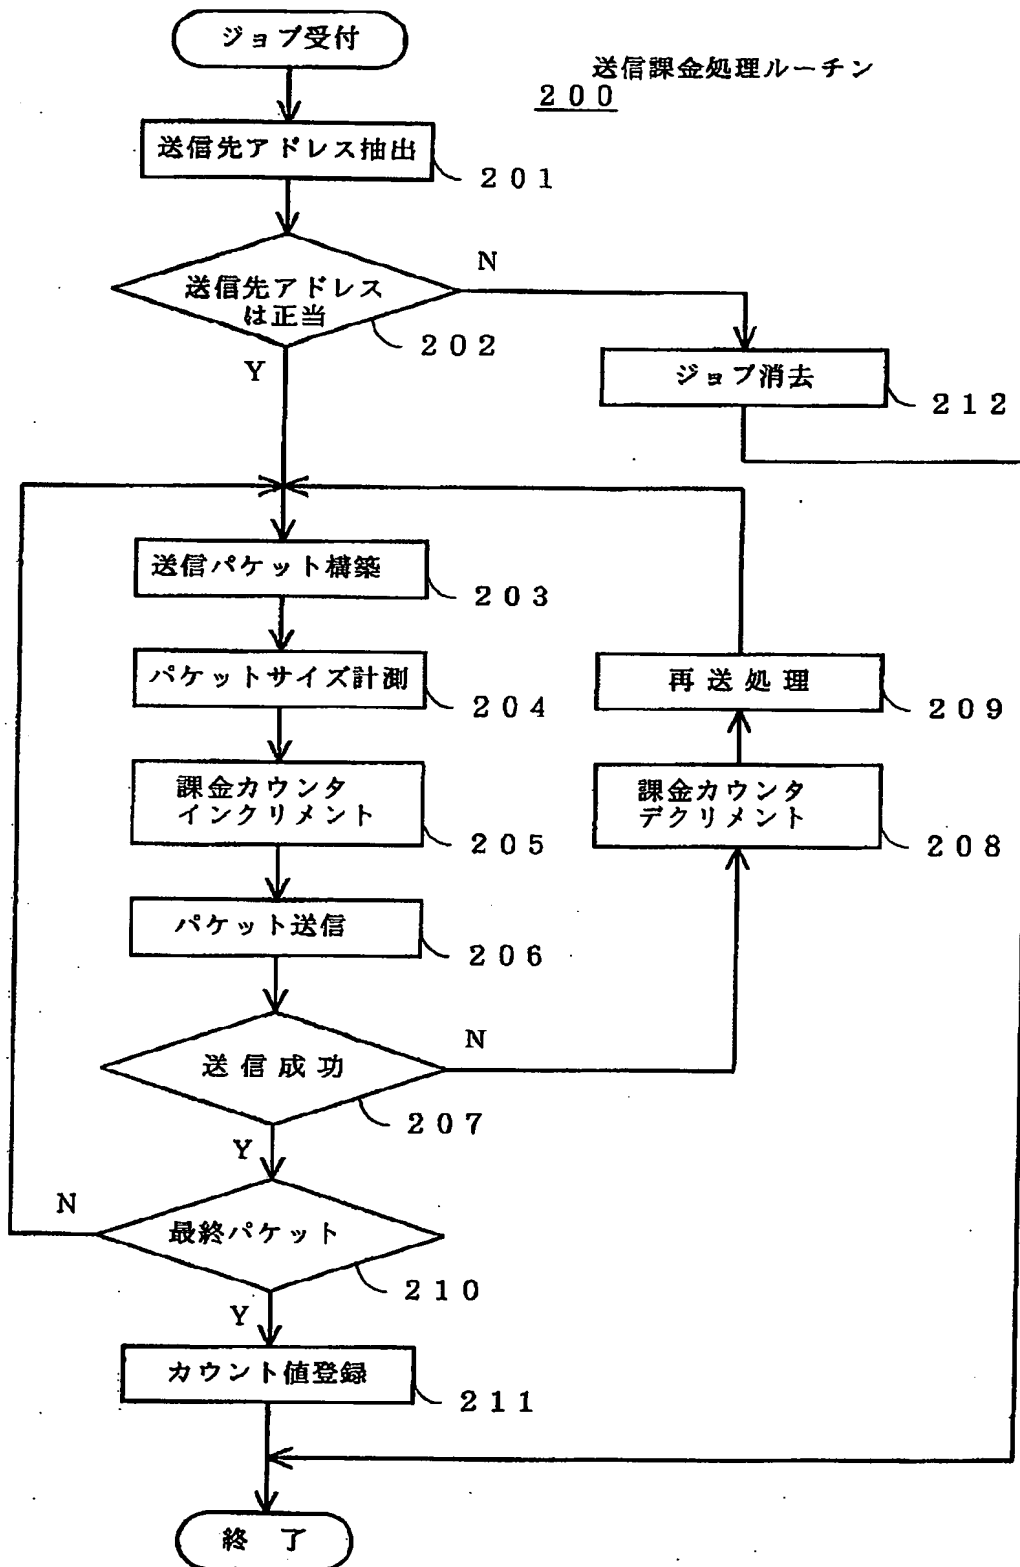 ジョブ受付
送信課金処理ルーチン
200
送信先アドレス抽出
201
送信先アドレス
は正当
202
N
Y
ジョブ消去
212
送信パケット構築
203
パケットサイズ計測
204
再送処理
209
課金カウンタ
インクリメント
205
課金カウンタ
デクリメント
208
パケット送信
206
送信成功
207
N
Y
最終パケット
210
N
Y
カウント値登録
211
終了